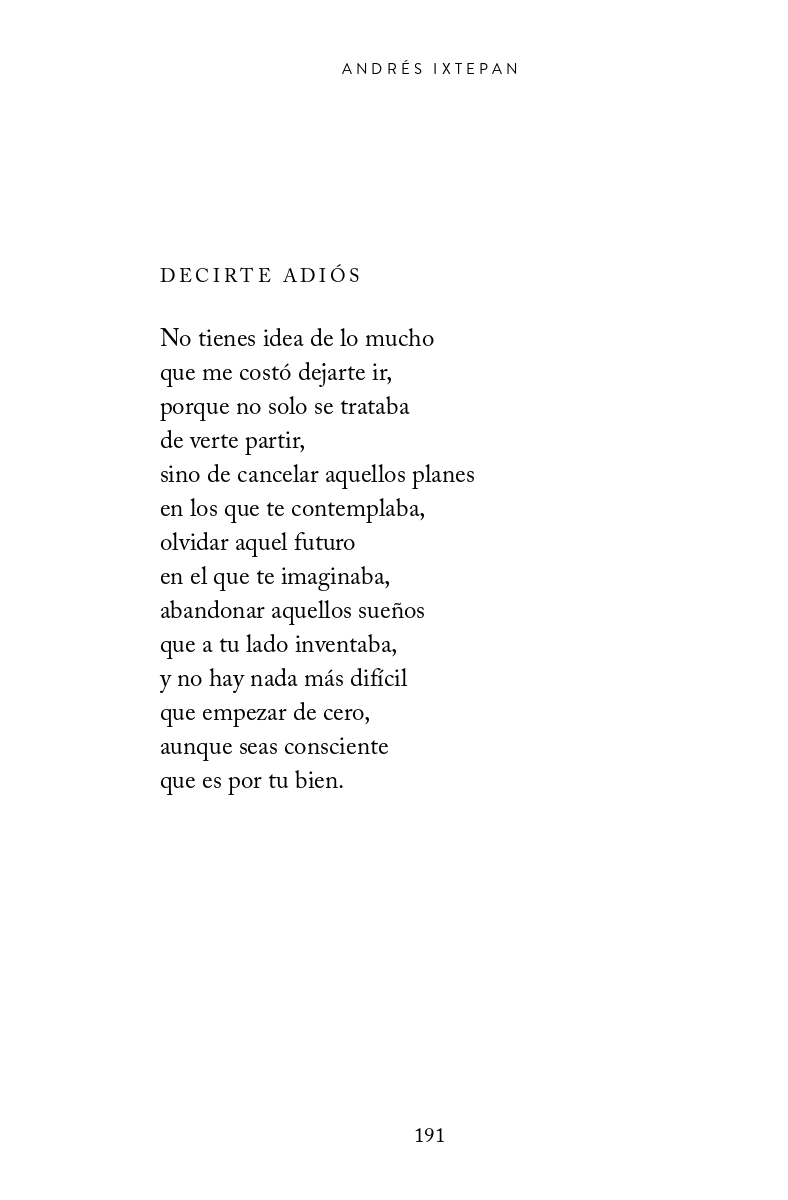 ANDRÉS IXTEPAN
DECIRTE ADIÓS
No tienes idea de lo mucho
que me costó dejarte ir,
porque no solo se trataba
de verte partir,
sino de cancelar aquellos planes
en los que te contemplaba,
olvidar aquel futuro
en el que te imaginaba,
abandonar aquellos sueños
que a tu lado inventaba,
y no hay nada más difícil
que empezar de cero,
aunque seas consciente
que es por tu bien.
191